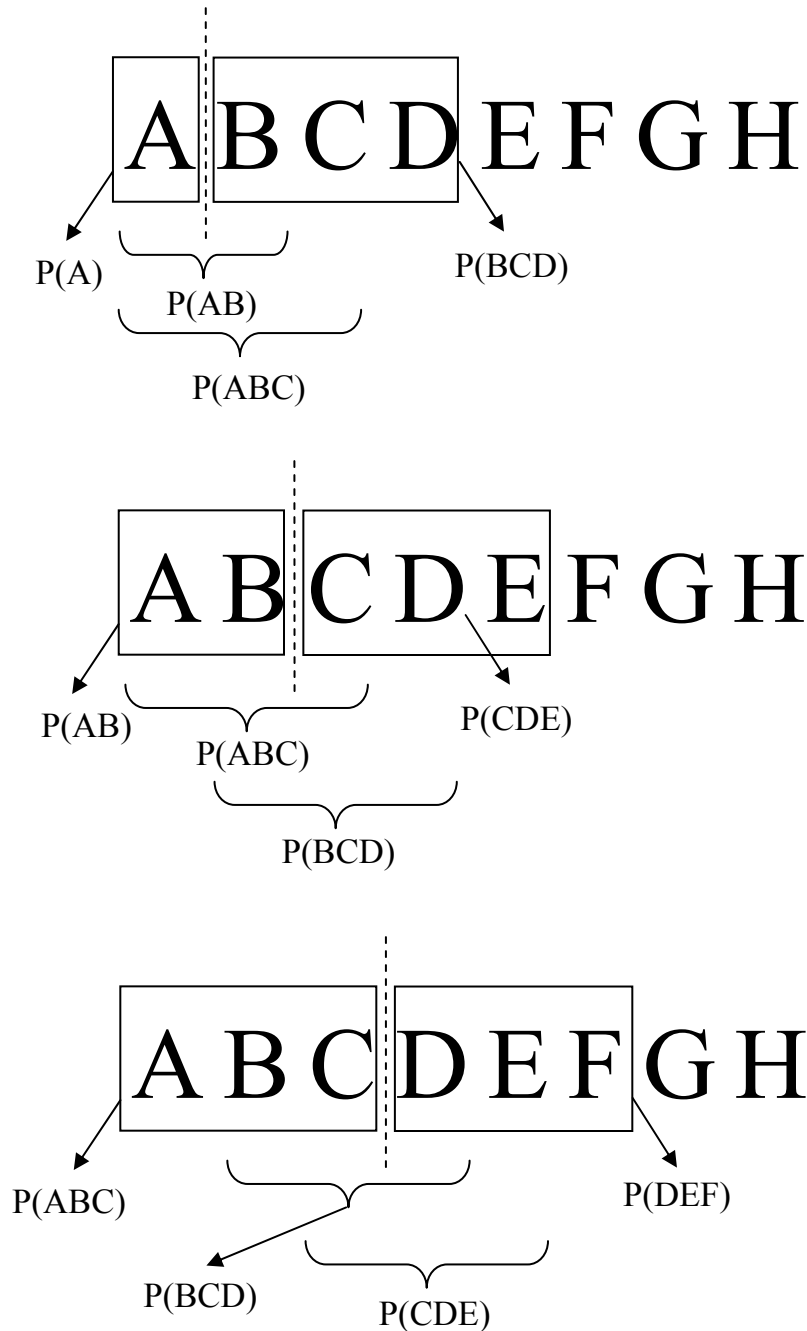 A B C D E F G H
P(A)
P(BCD)
P(AB)
P(ABC)
A B C D E F G H
P(AB)
P(CDE)
P(ABC)
P(BCD)
A B C D E F G H
P(ABC)
P(DEF)
P(BCD)
P(CDE)